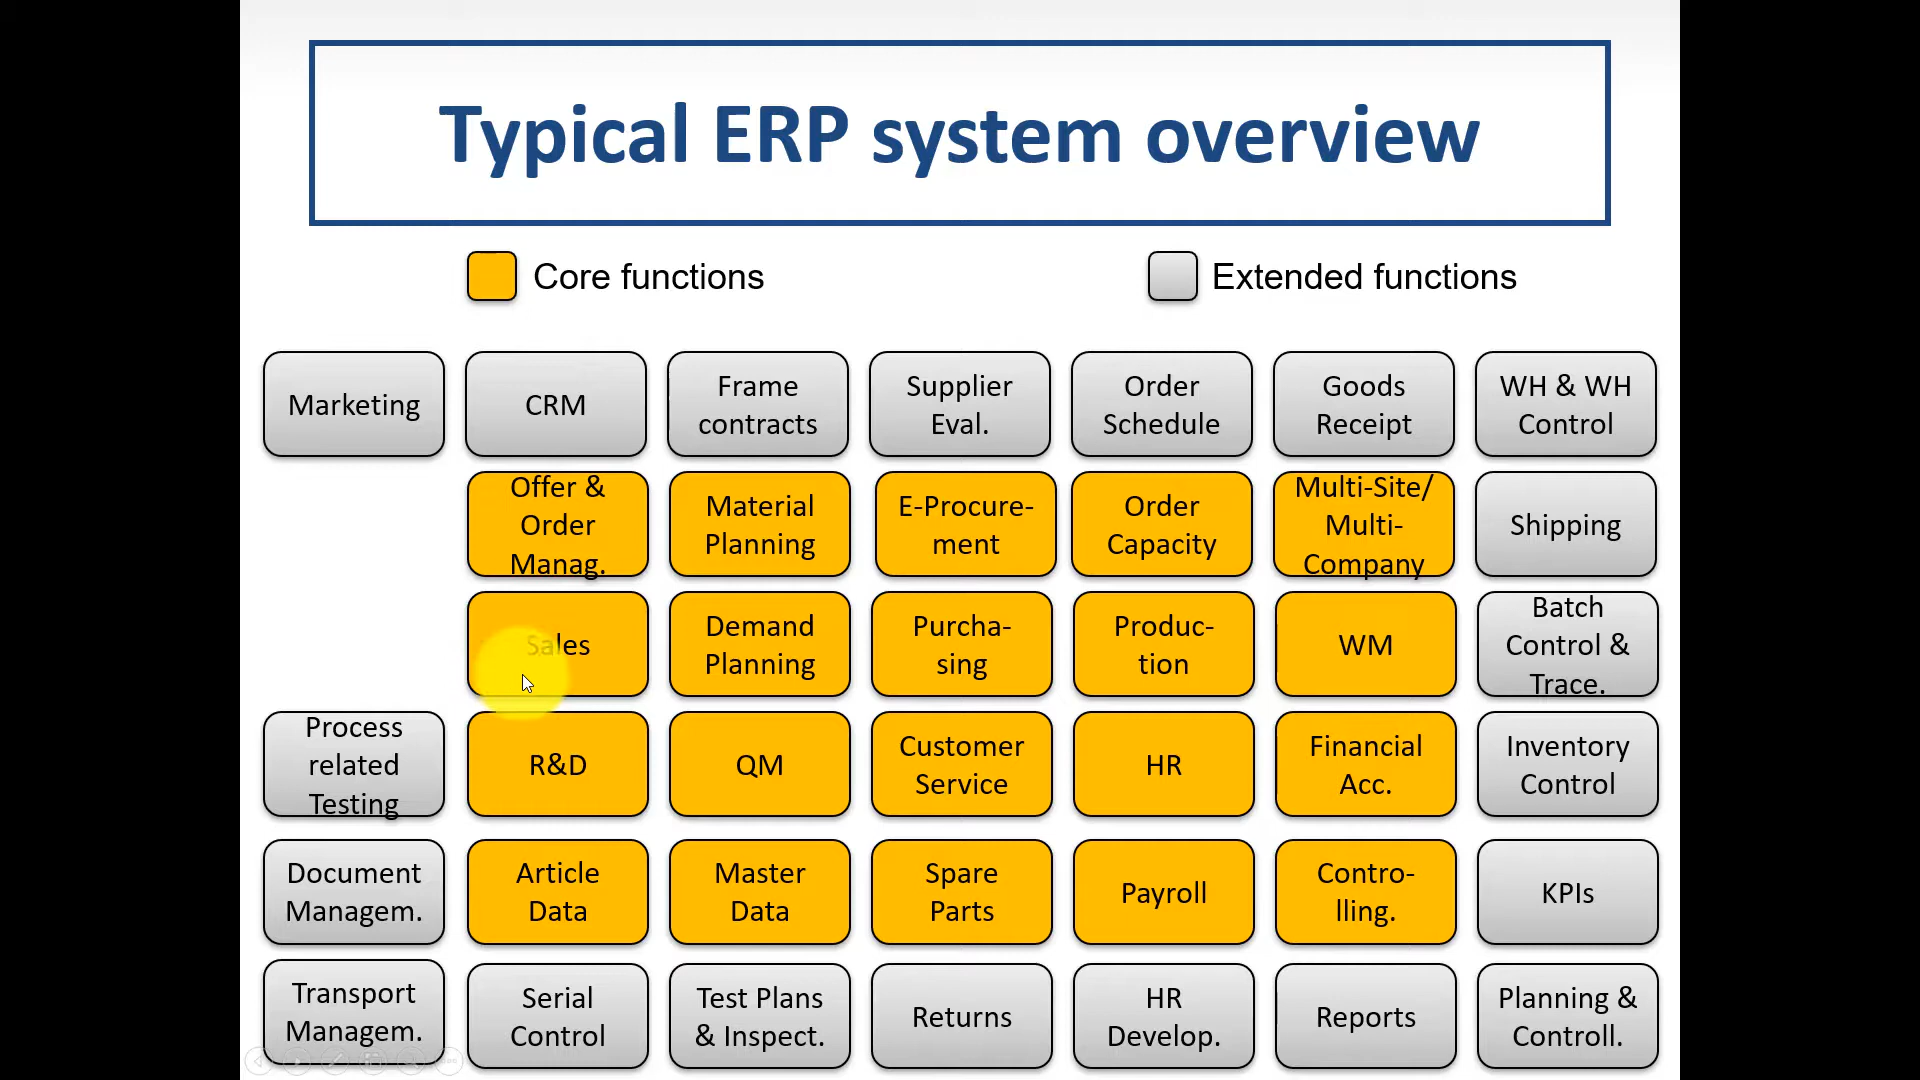 Typical ERP system overview
Core functions
Extended functions
Marketing
CRM
Frame
contracts
Supplier
Eval.
Order
Schedule
Goods
Receipt
WH & WH
Control
Offer &
Order
Manag.
Material
Planning
E-Procure-
ment
Order
Capacity
Multi-Site/
Multi-
Company
Shipping
Sales
Demand
Planning
Purcha-
sing
Produc-
tion
WM
Batch
Control &
Trace.
Process
related
Testing
R&D
QM
Customer
Service
HR
Financial
Acc.
Inventory
Control
Document
Managem.
Article
Data
Master
Data
Spare
Parts
Payroll
Contro-
lling.
KPIs
Transport
Managem.
Serial
Control
Test Plans
& Inspect.
Returns
HR
Develop.
Reports
Planning &
Controll.